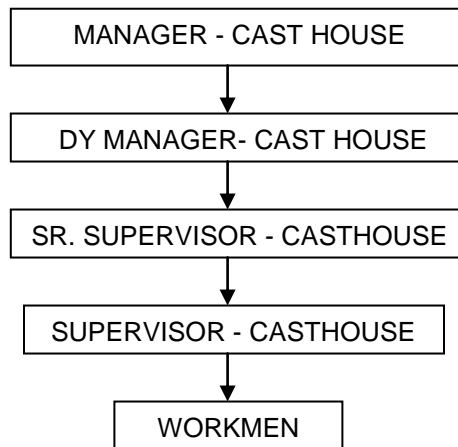 MANAGER - CAST HOUSE
DY MANAGER- CAST HOUSE
SR. SUPERVISOR - CASTHOUSE
SUPERVISOR - CASTHOUSE
WORKMEN